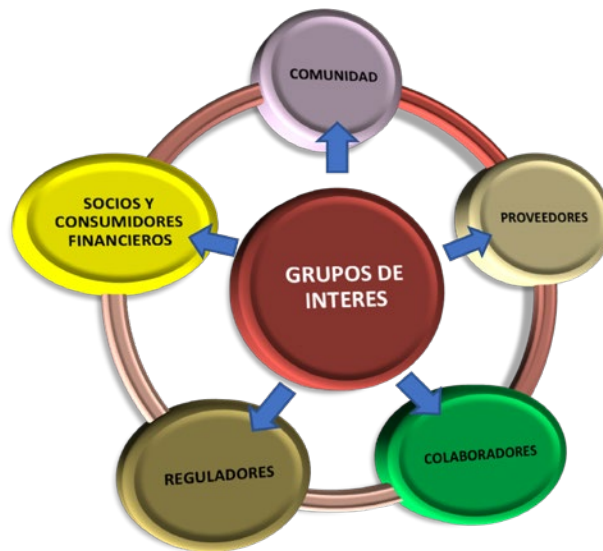 COMUNIDAD
SOCIOS Y
CONSUMIDORES
FINANCIEROS
PROVEEDORES
GRUPOS DE
INTERES
COLABORADORES
REGULADORES